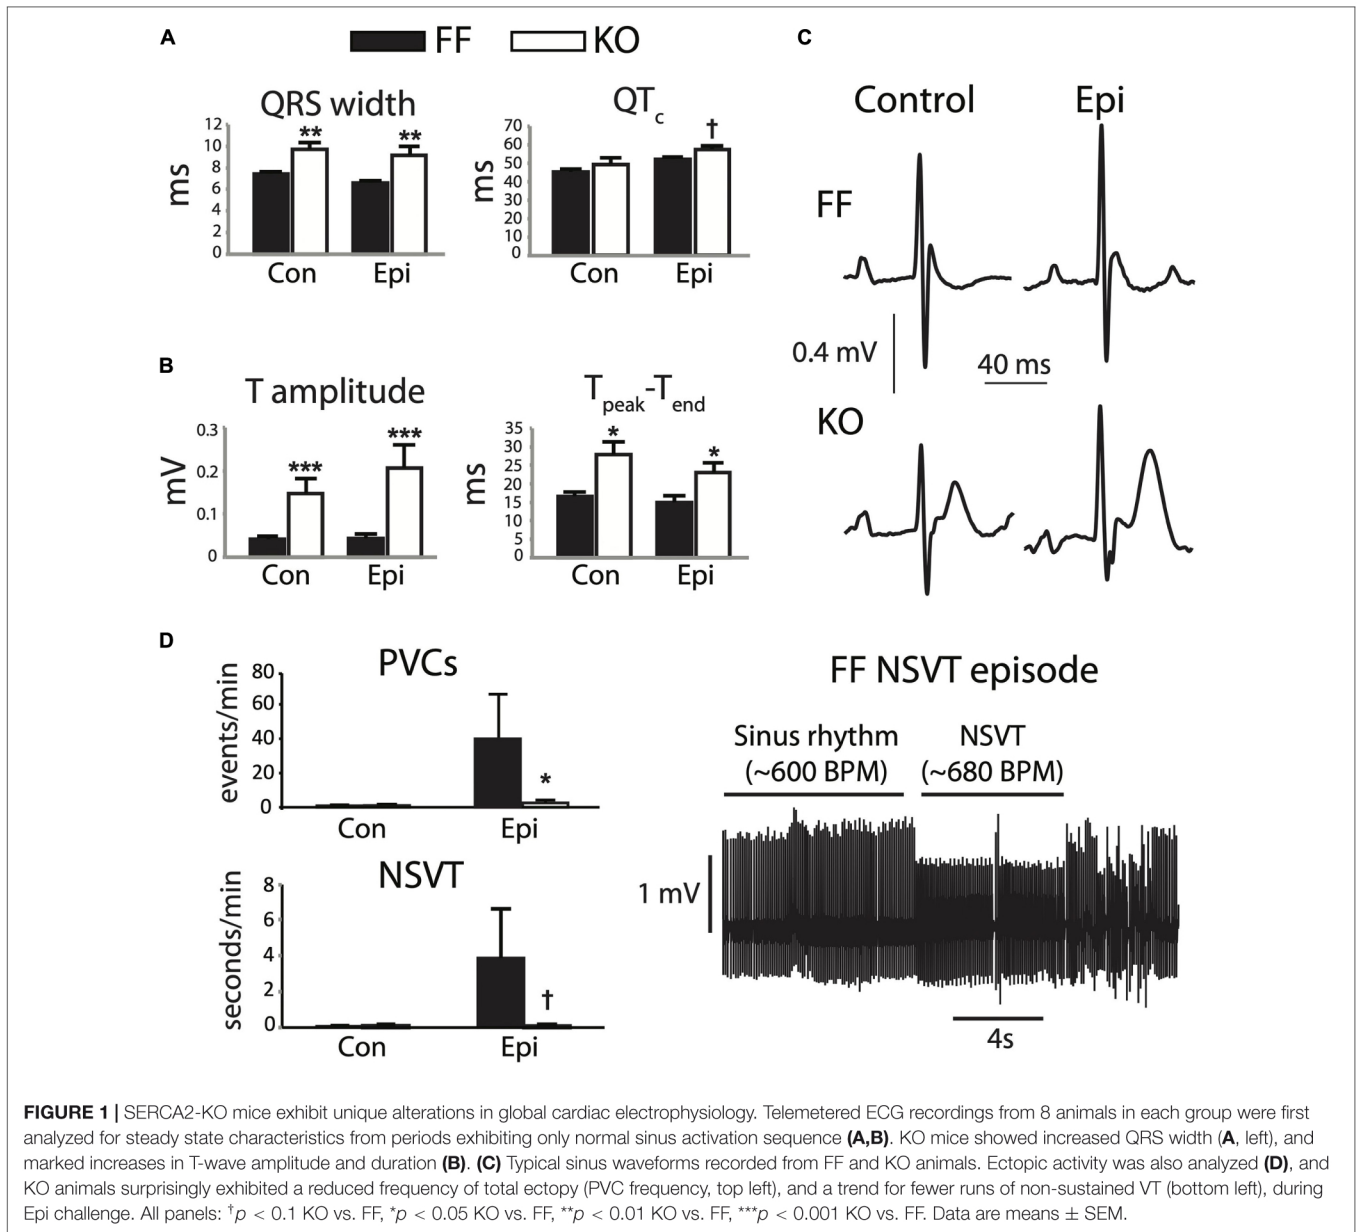 A
FF
KO
QRS width
12
10
8
6
4
2
0
ms
**
**
Con
Epi
QTc
70
60
50
40
30
20
10
0
ms
†
Con
Epi
B
T amplitude
0.3
0.2
0.1
0
mV
***
***
Con
Epi
Tpeak-Tend
35
30
25
20
15
10
5
0
ms
*
*
Con
Epi
C
Control
Epi
FF
0.4 mV
40 ms
KO
D
PVCs
80
60
40
20
0
events/min
*
Con
Epi
NSVT
8
6
4
2
0
seconds/min
†
Con
Epi
FF NSVT episode
Sinus rhythm
(~600 BPM)
NSVT
(~680 BPM)
1 mV
4s
FIGURE 1 | SERCA2-KO mice exhibit unique alterations in global cardiac electrophysiology. Telemetered ECG recordings from 8 animals in each group were first
analyzed for steady state characteristics from periods exhibiting only normal sinus activation sequence (A,B). KO mice showed increased QRS width (A, left), and
marked increases in T-wave amplitude and duration (B). (C) Typical sinus waveforms recorded from FF and KO animals. Ectopic activity was also analyzed (D), and
KO animals surprisingly exhibited a reduced frequency of total ectopy (PVC frequency, top left), and a trend for fewer runs of non-sustained VT (bottom left), during
Epi challenge. All panels: †p < 0.1 KO vs. FF, *p < 0.05 KO vs. FF, **p < 0.01 KO vs. FF, ***p < 0.001 KO vs. FF. Data are means ± SEM.